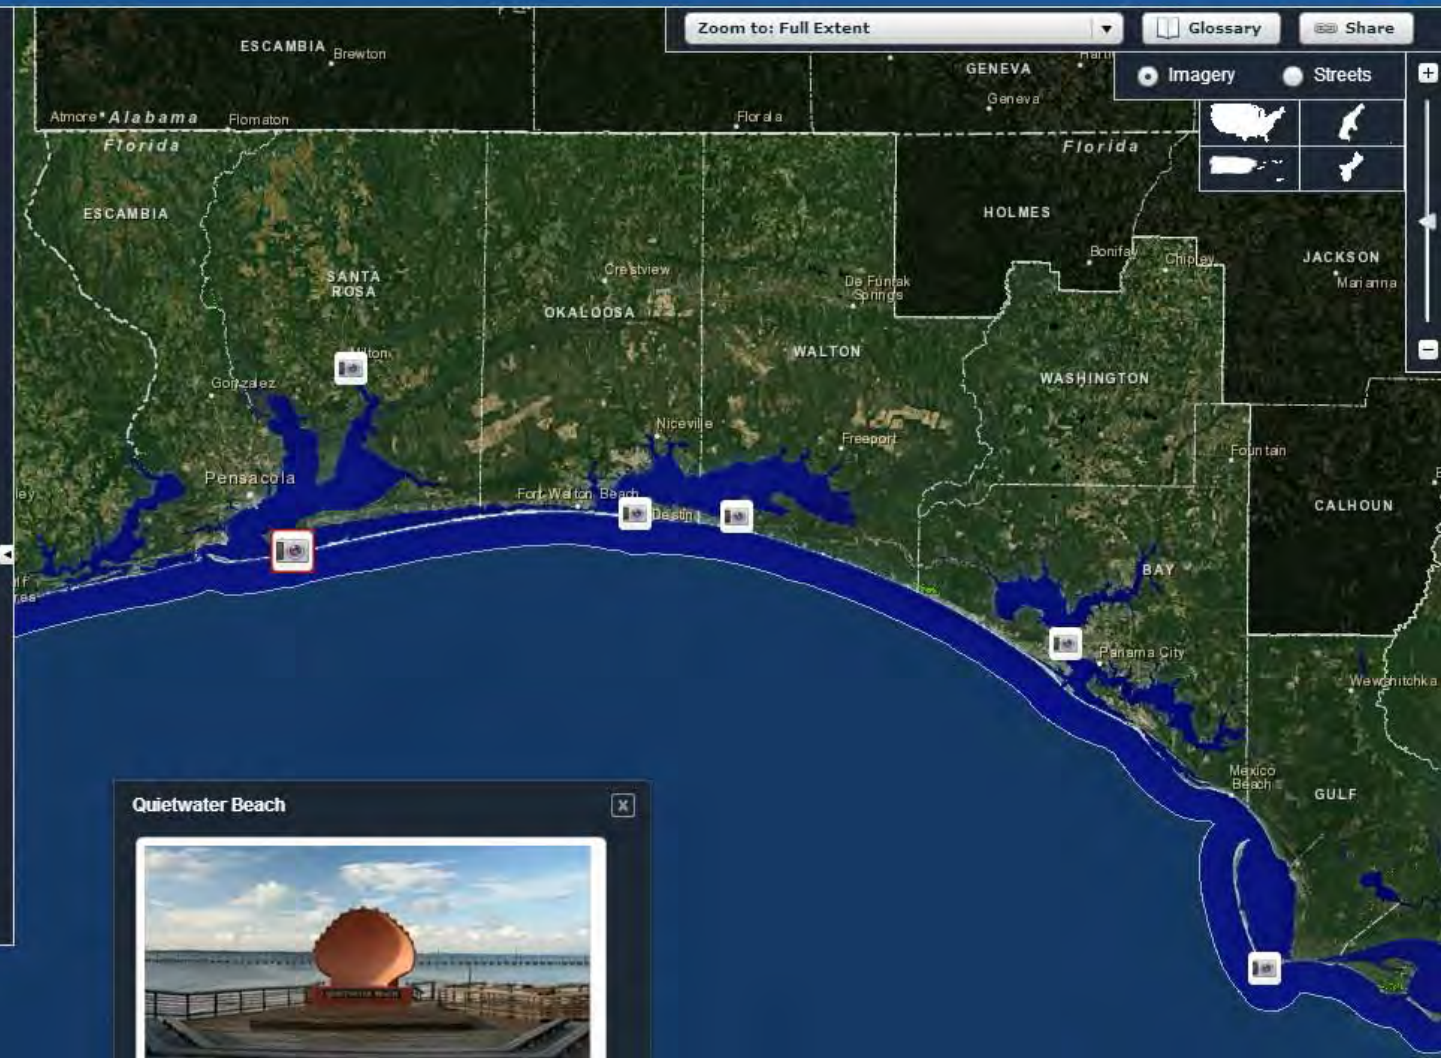 Zoom to: Full Extent
Glossary
Share
Imagery
Streets
ESCAMBIA
Brewton
GENEVA
Geneva
Atmore
Alabama
Flomaton
Florala
Florida
Florida
ESCAMBIA
HOLMES
Bonifay
Chipley
JACKSON
Marianna
SANTA
ROSA
Crestview
De Funiak
Springs
OKALOOSA
WALTON
WASHINGTON
Milton
Gonzalez
Niceville
Freeport
Fountain
Pensacola
Fort Walton Beach
Destin
CALHOUN
BAY
Panama City
Wewahitchka
Mexico
Beach
GULF
Quietwater Beach
x
QUIETWATER BEACH